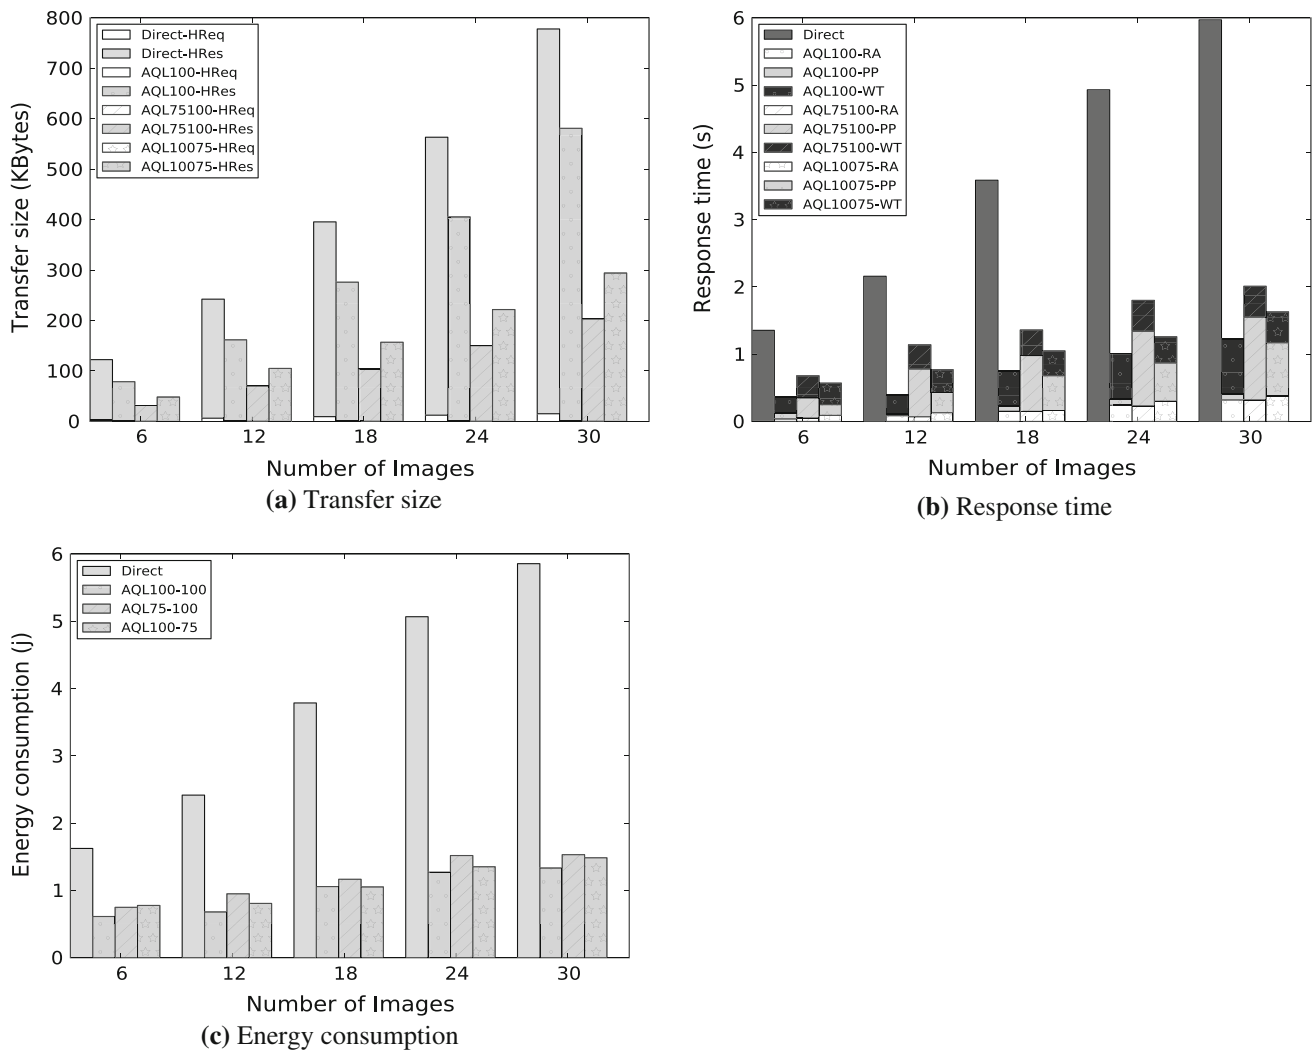 800
700
600
500
400
300
200
100
0
Transfer size (KBytes)
Direct-HReq
Direct-HRes
AQL100-HReq
AQL100-HRes
AQL75100-HReq
AQL75100-HRes
AQL10075-HReq
AQL10075-HRes
6 12 18 24 30
Number of Images
(a) Transfer size
6
5
4
3
2
1
0
Response time (s)
Direct
AQL100-RA
AQL100-PP
AQL100-WT
AQL75100-RA
AQL75100-PP
AQL75100-WT
AQL10075-RA
AQL10075-PP
AQL10075-WT
6 12 18 24 30
Number of Images
(b) Response time
6
5
4
3
2
1
0
Energy consumption (j)
Direct
AQL100-100
AQL75-100
AQL100-75
6 12 18 24 30
Number of Images
(c) Energy consumption